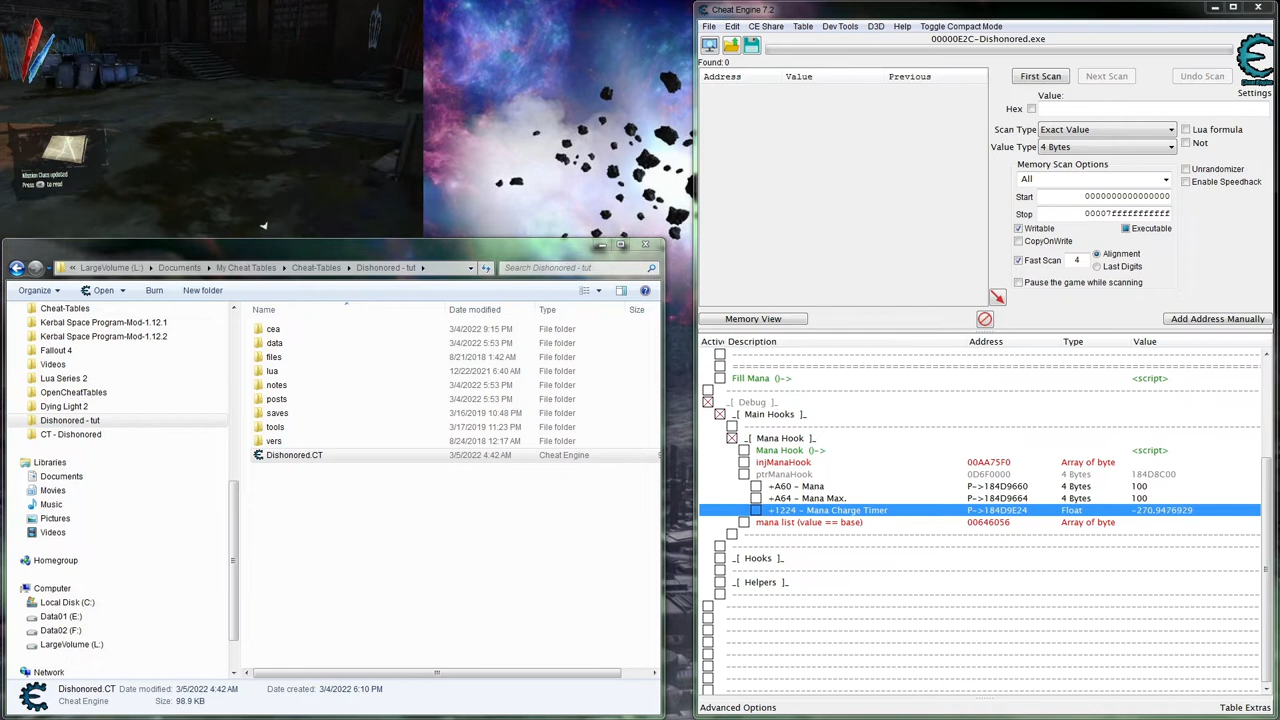 Mission Clues updated
Press to read
Cheat Engine 7.2
File Edit CE Share Table Dev Tools D3D Help Toggle Compact Mode
00000E2C-Dishonored.exe
Found: 0
Address Value Previous
First Scan Next Scan Undo Scan
Cheat Engine
Settings
Value:
Hex
Scan Type Exact Value
Lua formula
Value Type 4 Bytes
Not
Memory Scan Options
All
Unrandomizer
Enable Speedhack
Start 0000000000000000
Stop 00007fffffffffff
Writable Executable
CopyOnWrite
Fast Scan 4 Alignment
Last Digits
Pause the game while scanning
Memory View
Add Address Manually
Active Description Address Type Value
Fill Mana ()-> <script>
_[ Debug ]_
_[ Main Hooks ]_
_[ Mana Hook ]_
Mana Hook ()-> <script>
injManaHook 00AA75F0 Array of byte
ptrManaHook 0D6F0000 4 Bytes 184D8C00
+A60 - Mana P->184D9660 4 Bytes 100
+A64 - Mana Max. P->184D9664 4 Bytes 100
+1224 - Mana Charge Timer P->184D9E24 Float -270.9476929
mana list (value == base) 00646056 Array of byte
_[ Hooks ]_
_[ Helpers ]_
Advanced Options Table Extras
« LargeVolume (L:) Documents My Cheat Tables Cheat-Tables Dishonored - tut
Search Dishonored - tut
Organize Open Burn New folder
Cheat-Tables
Kerbal Space Program-Mod-1.12.1
Kerbal Space Program-Mod-1.12.2
Fallout 4
Videos
Lua Series 2
OpenCheatTables
Dying Light 2
Dishonored - tut
CT - Dishonored
Libraries
Documents
Movies
Music
Pictures
Videos
Homegroup
Computer
Local Disk (C:)
Data01 (E:)
Data02 (F:)
LargeVolume (L:)
Network
Name Date modified Type Size
cea 3/4/2022 9:15 PM File folder
data 3/4/2022 5:53 PM File folder
files 8/21/2018 1:42 AM File folder
lua 12/22/2021 6:40 AM File folder
notes 3/4/2022 5:53 PM File folder
posts 3/4/2022 5:53 PM File folder
saves 3/16/2019 10:48 PM File folder
tools 3/19/2017 11:23 PM File folder
vers 8/24/2018 12:17 AM File folder
Dishonored.CT 3/5/2022 4:42 AM Cheat Engine 9
Dishonored.CT Date modified: 3/5/2022 4:42 AM Date created: 3/4/2022 6:10 PM
Cheat Engine Size: 98.9 KB